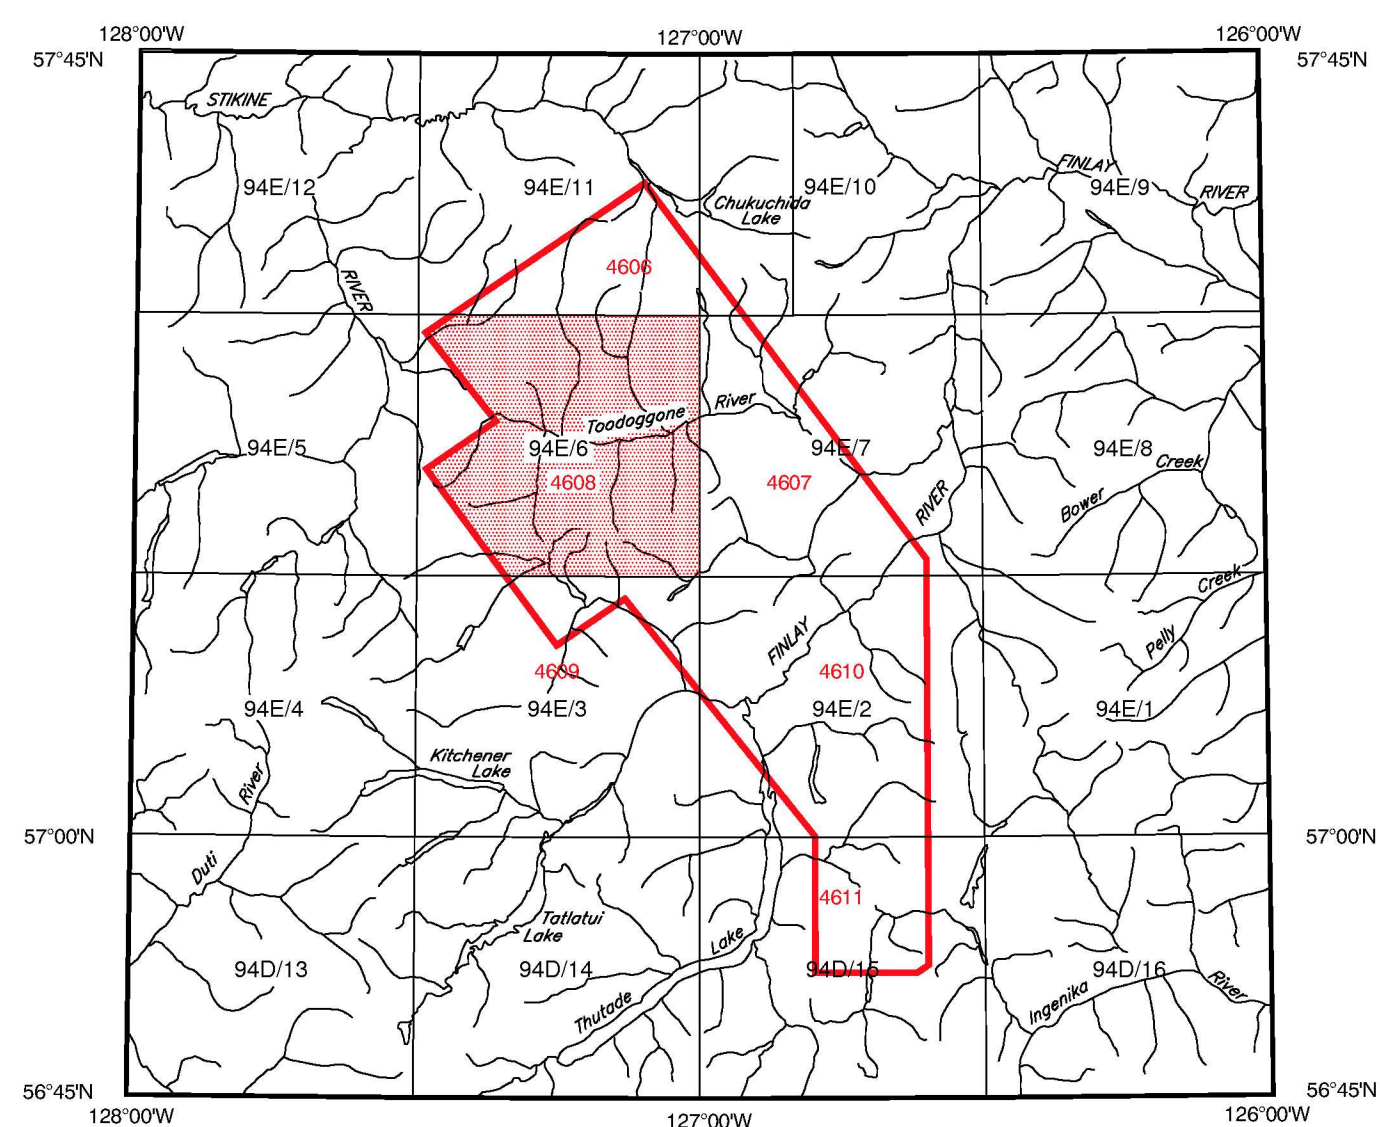 128°00'W
127°00'W
126°00'W
57°45'N
57°45'N
STIKINE
FINLAY
94E/12
94E/11
94E/10
94E/9
RIVER
Chukuchida
Lake
4606
RIVER
River
Toodoggone
94E/5
94E/6
94E/7
94E/8
Creek
4608
4607
RIVER
Bower
Creek
FINLAY
Pelly
4609
4610
94E/4
94E/3
94E/2
94E/1
Kitchener
Lake
River
57°00'N
57°00'N
Duti
4611
Tatlatui
Lake
Lake
94D/13
94D/14
94D/15
94D/16
River
Ingenika
Thutade
56°45'N
56°45'N
128°00'W
127°00'W
126°00'W